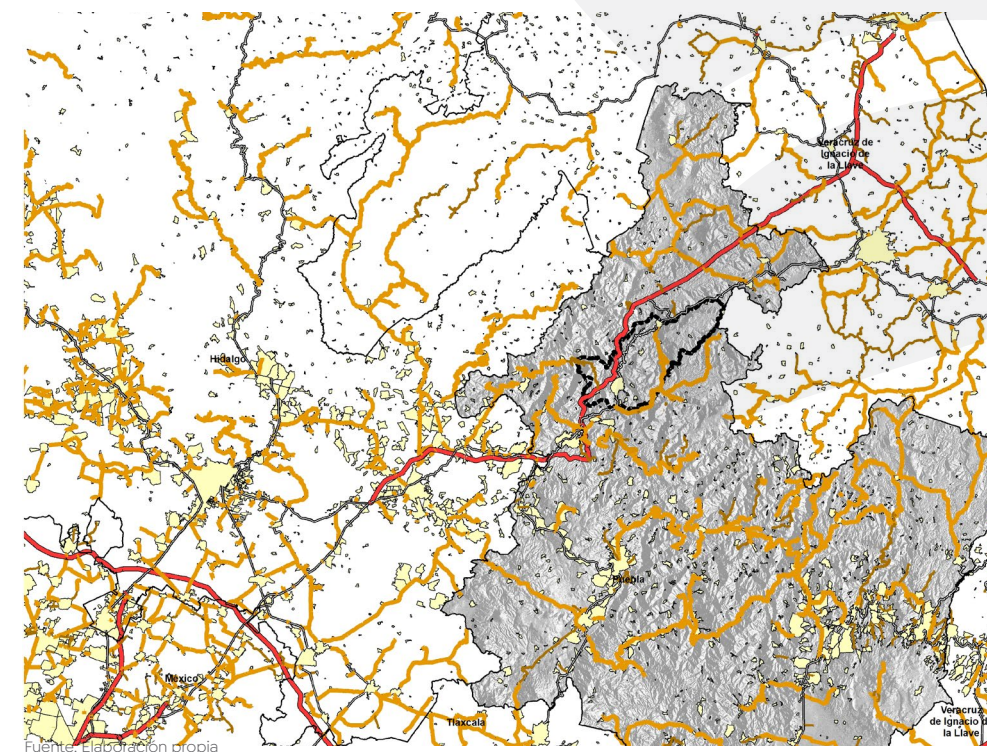 Veracruz de
Ignacio de
la Llave
Hidalgo
Puebla
México
Tlaxcala
Veracruz
de Ignacio d
la Llave
Fuente: Elaboración propia